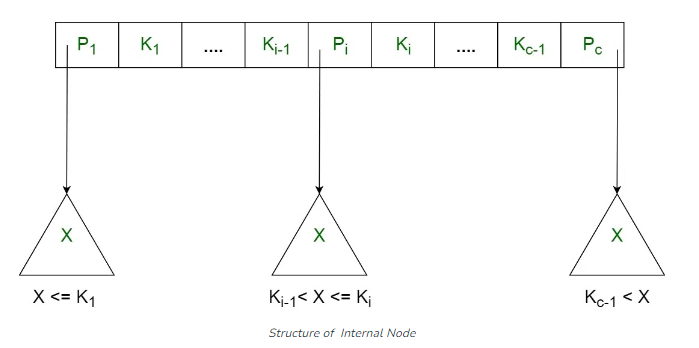 P1 K1 .... Ki-1 Pi Ki .... Kc-1 Pc
X X X
X <= K1 Ki-1 < X <= Ki Kc-1 < X
Structure of Internal Node